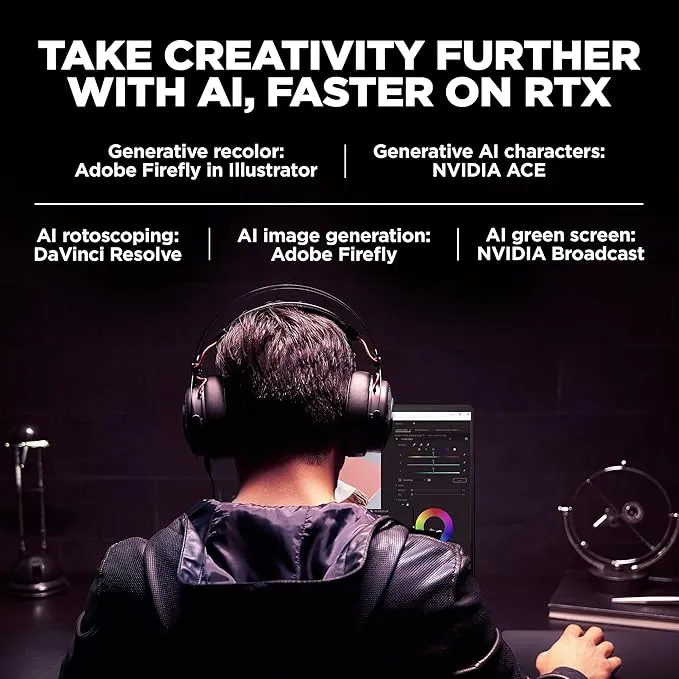 TAKE CREATIVITY FURTHER
WITH AI, FASTER ON RTX
Generative recolor:
Adobe Firefly in Illustrator
Generative AI characters:
NVIDIA ACE
AI rotoscoping:
DaVinci Resolve
AI image generation:
Adobe Firefly
AI green screen:
NVIDIA Broadcast